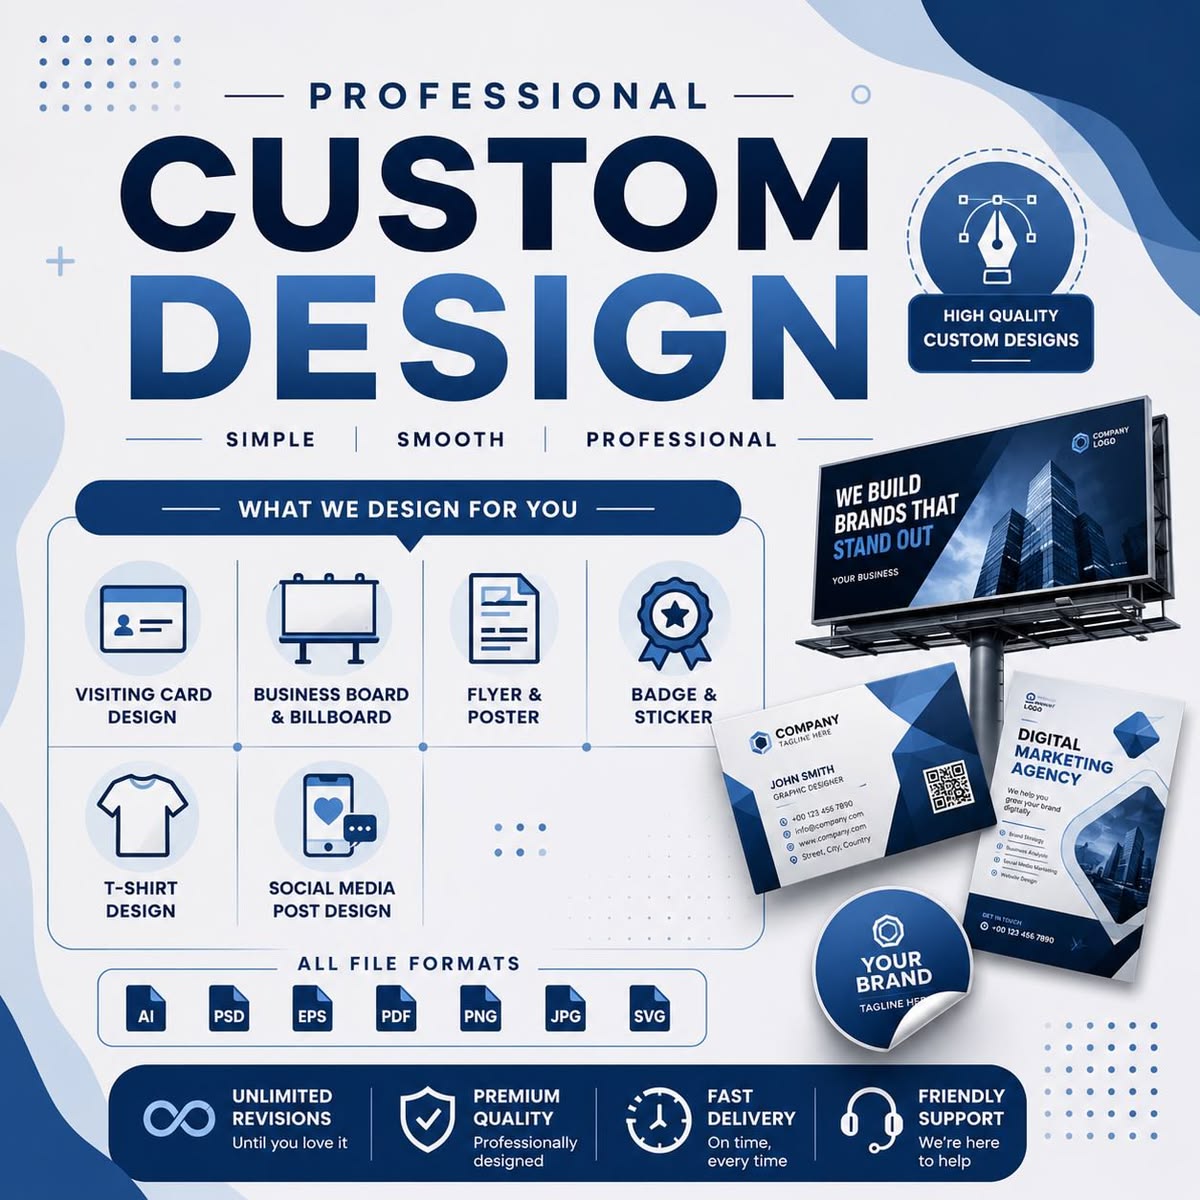 PROFESSIONAL
CUSTOM
DESIGN
SIMPLE
SMOOTH
PROFESSIONAL
HIGH QUALITY
CUSTOM DESIGNS
WHAT WE DESIGN FOR YOU
VISITING CARD
DESIGN
BUSINESS BOARD
& BILLBOARD
FLYER &
POSTER
BADGE &
STICKER
T-SHIRT
DESIGN
SOCIAL MEDIA
POST DESIGN
COMPANY
LOGO
WE BUILD
BRANDS THAT
STAND OUT
YOUR BUSINESS
COMPANY
TAGLINE HERE
JOHN SMITH
GRAPHIC DESIGNER
+00 123 456 7890
info@company.com
www.company.com
Street, City, Country
LOGO
DIGITAL
MARKETING
AGENCY
We help you
grow your brand
digitally
Brand Strategy
Business Analysis
Social Media Marketing
Website Design
GET IN TOUCH
+00 123 456 7890
YOUR
BRAND
TAGLINE
ALL FILE FORMATS
AI
PSD
EPS
PDF
PNG
JPG
SVG
UNLIMITED
REVISIONS
Until you love it
PREMIUM
QUALITY
Professionally
designed
FAST
DELIVERY
On time,
every time
FRIENDLY
SUPPORT
We're here
to help